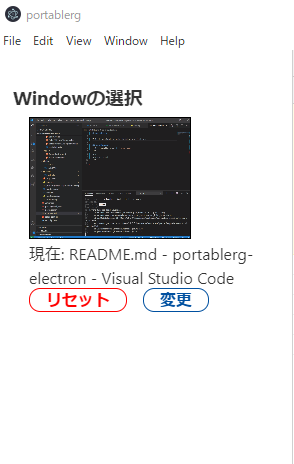 portablerg
File Edit View Window Help
Windowの選択
現在: README.md - portablerg-
electron - Visual Studio Code
リセット 変更